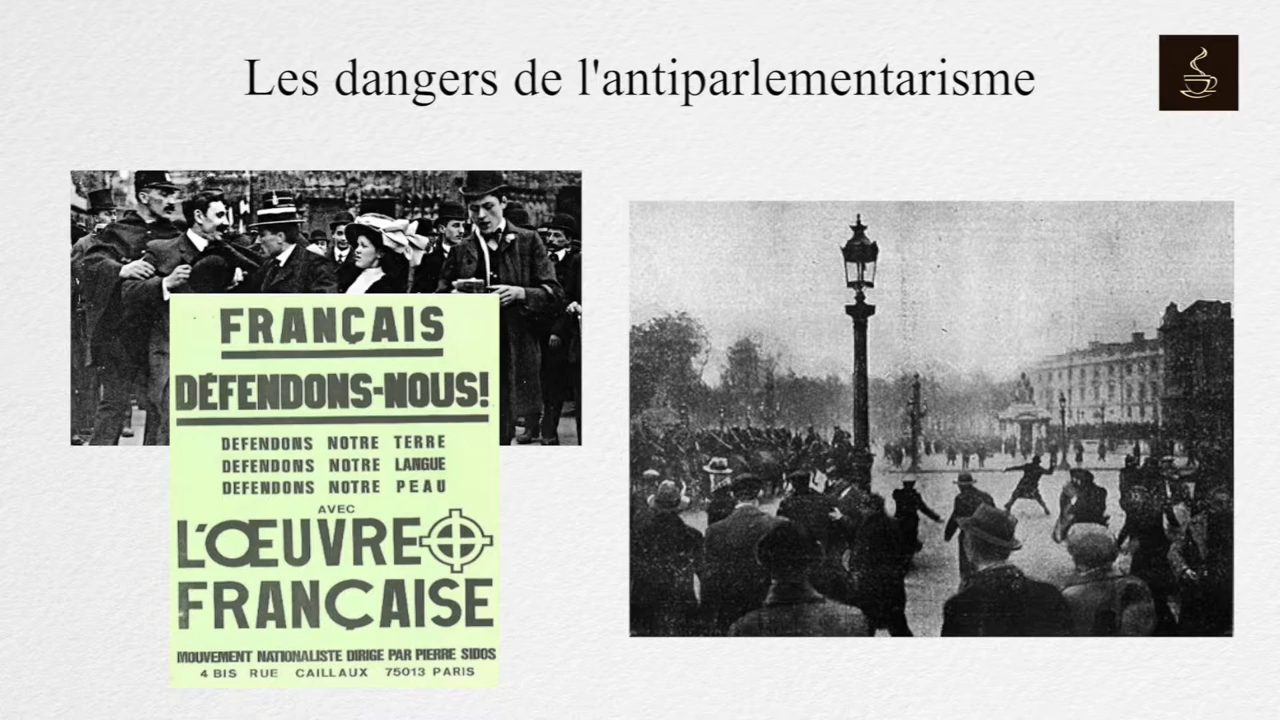 Les dangers de l'antiparlementarisme
FRANÇAIS
DÉFENDONS-NOUS!
DEFENDONS NOTRE TERRE
DEFENDONS NOTRE LANGUE
DEFENDONS NOTRE PEAU
AVEC
L'ŒUVRE
FRANÇAISE
MOUVEMENT NATIONALISTE DIRIGE PAR PIERRE SIDOS
4 BIS RUE CAILLAUX 75013 PARIS